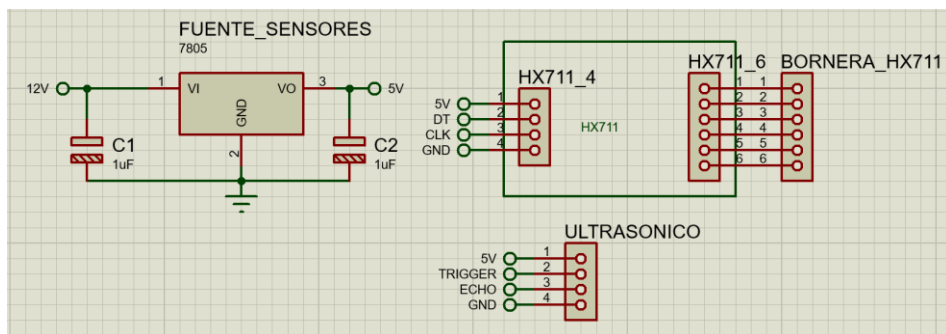 FUENTE_SENSORES
7805
12V
1
VI
VO
3
5V
GND
2
C1
1uF
C2
1uF
HX711_4
5V
1
DT
2
CLK
3
GND
4
HX711
HX711_6
BORNERA_HX711
1 1
2 2
3 3
4 4
5 5
6 6
ULTRASONICO
5V
1
TRIGGER
2
ECHO
3
GND
4